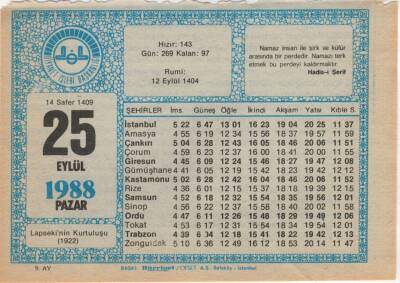 DİYANET İŞLERİ BAŞKANLIĞI
14 Safer 1409
25
EYLÜL
1988
PAZAR
Lapseki'nin Kurtuluşu
(1922)
Hızır: 143
Gün: 269 Kalan: 97
Rumi:
12 Eylül 1404
Namaz insan ile şirk ve küfür
arasında bir perdedir. Namazı terk
etmek bu perdeyi kaldırmaktır.
Hadis-i Şerif
ŞEHİRLER İms. Güneş Öğle İkindi Akşam Yatsı Kıble S.
İstanbul 5 22 6 47 13 01 16 23 19 04 20 25 11 37
Amasya 4 55 6 19 12 34 15 56 18 37 19 57 11 59
Çankırı 5 04 6 28 12 43 16 05 18 46 20 06 11 51
Çorum 4 59 6 23 12 37 16 00 18 41 20 00 11 55
Giresun 4 45 6 09 12 24 15 46 18 27 19 47 12 08
Gümüşhane 4 41 6 05 12 19 15 42 18 23 19 42 12 12
Kastamonu 5 02 6 28 12 42 16 04 18 45 20 06 11 52
Rize 4 36 6 01 12 15 15 37 18 18 19 39 12 15
Samsun 4 52 6 18 12 32 15 54 18 35 19 56 12 01
Sinop 4 56 6 22 12 37 15 58 18 40 20 02 11 58
Ordu 4 47 6 11 12 26 15 48 18 29 19 49 12 06
Tokat 4 53 6 17 12 31 15 54 18 34 19 54 12 01
Trabzon 4 39 6 04 12 18 15 41 18 22 19 42 12 13
Zonguldak 5 10 6 36 12 49 16 12 18 53 20 14 11 47
9. AY
BASKI: Hürriyet / OFSET A.Ş. Sefaköy - İstanbul